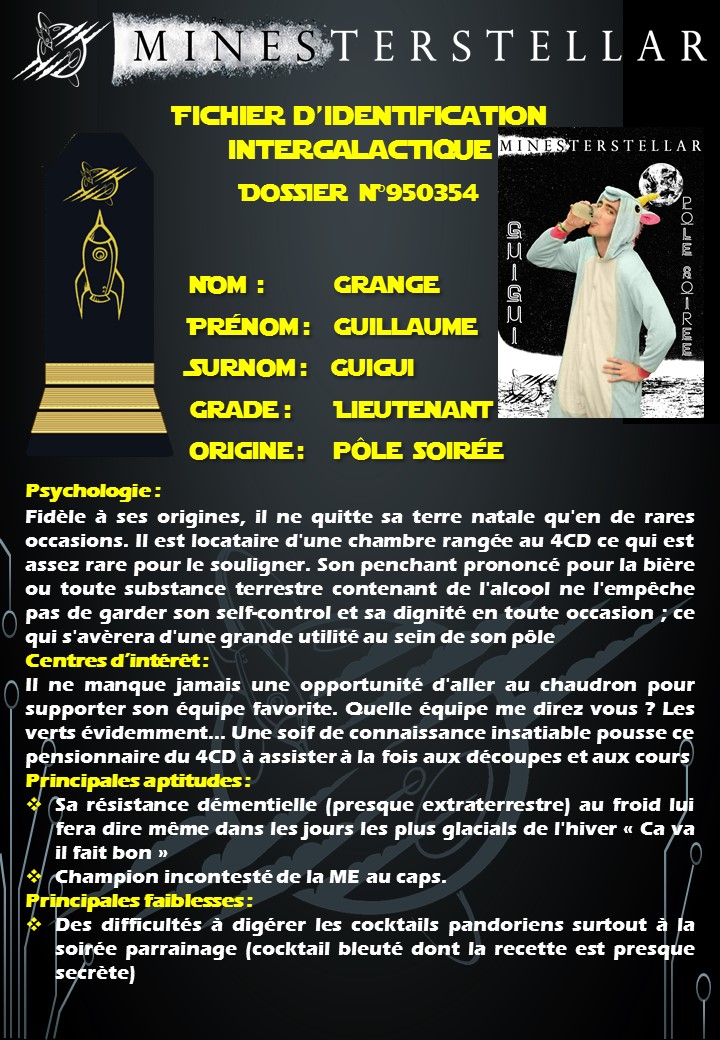 MINESTERSTELLAR
Fichier d'identification
intergalactique
Dossier n°950354
MINESTERSTELLAR
GUIGUI
POLE SOIREE
Nom : Grange
Prénom : Guillaume
Surnom : Guigui
Grade : Lieutenant
Origine : Pôle Soirée
Psychologie :
Fidèle à ses origines, il ne quitte sa terre natale qu'en de rares
occasions. Il est locataire d'une chambre rangée au 4CD ce qui est
assez rare pour le souligner. Son penchant prononcé pour la bière
ou toute substance terrestre contenant de l'alcool ne l'empêche
pas de garder son self-control et sa dignité en toute occasion ; ce
qui s'avèrera d'une grande utilité au sein de son pôle
Centres d'intérêt :
Il ne manque jamais une opportunité d'aller au chaudron pour
supporter son équipe favorite. Quelle équipe me direz vous ? Les
verts évidemment... Une soif de connaissance insatiable pousse ce
pensionnaire du 4CD à assister à la fois aux découpes et aux cours
Principales aptitudes :
❖ Sa résistance démentielle (presque extraterrestre) au froid lui
fera dire même dans les jours les plus glacials de l'hiver « Ca va
il fait bon »
❖ Champion incontesté de la ME au caps.
Principales faiblesses :
❖ Des difficultés à digérer les cocktails pandoriens surtout à la
soirée parrainage (cocktail bleuté dont la recette est presque
secrète)